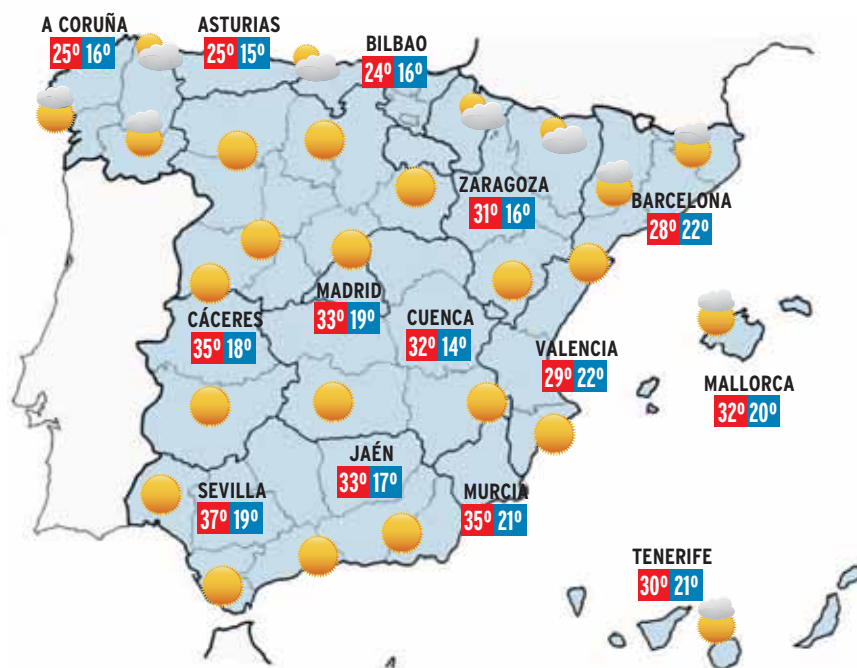 A CORUÑA
25º 16º
ASTURIAS
25º 15º
BILBAO
24º 16º
ZARAGOZA
31º 16º
BARCELONA
28º 22º
MADRID
33º 19º
CÁCERES
35º 18º
CUENCA
32º 14º
VALENCIA
29º 22º
MALLORCA
32º 20º
JAÉN
33º 17º
SEVILLA
37º 19º
MURCIA
35º 21º
TENERIFE
30º 21º